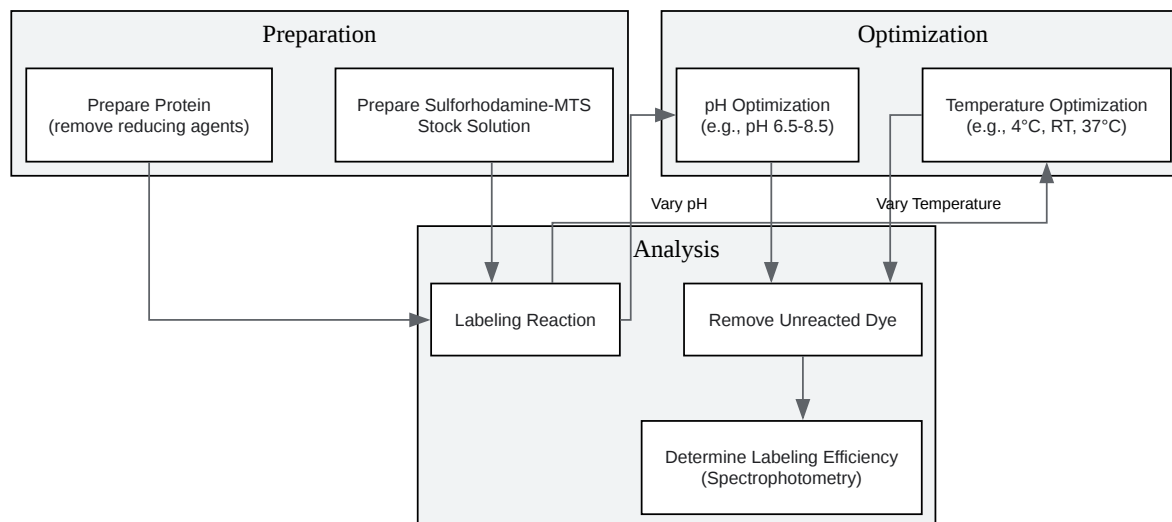 Preparation
Prepare Protein
(remove reducing agents)
Prepare Sulforhodamine-MTS
Stock Solution
Optimization
pH Optimization
(e.g., pH 6.5-8.5)
Temperature Optimization
(e.g., 4°C, RT, 37°C)
Vary pH
Vary Temperature
Analysis
Labeling Reaction
Remove Unreacted Dye
Determine Labeling Efficiency
(Spectrophotometry)